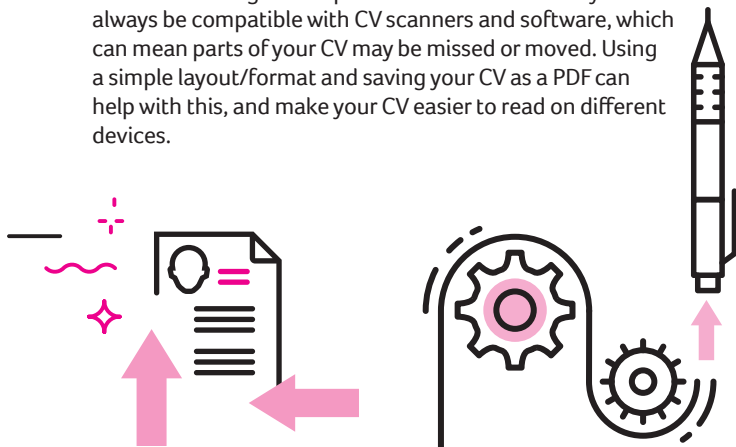 always be compatible with CV scanners and software, which
can mean parts of your CV may be missed or moved. Using
a simple layout/format and saving your CV as a PDF can
help with this, and make your CV easier to read on different
devices.